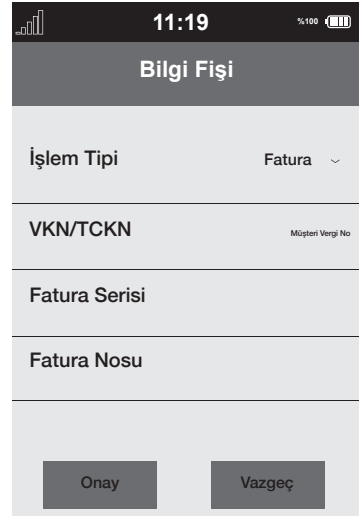 11:19 %100
Bilgi Fişi
İşlem Tipi Fatura
VKN/TCKN Müşteri Vergi No
Fatura Serisi
Fatura Nosu
Onay Vazgeç